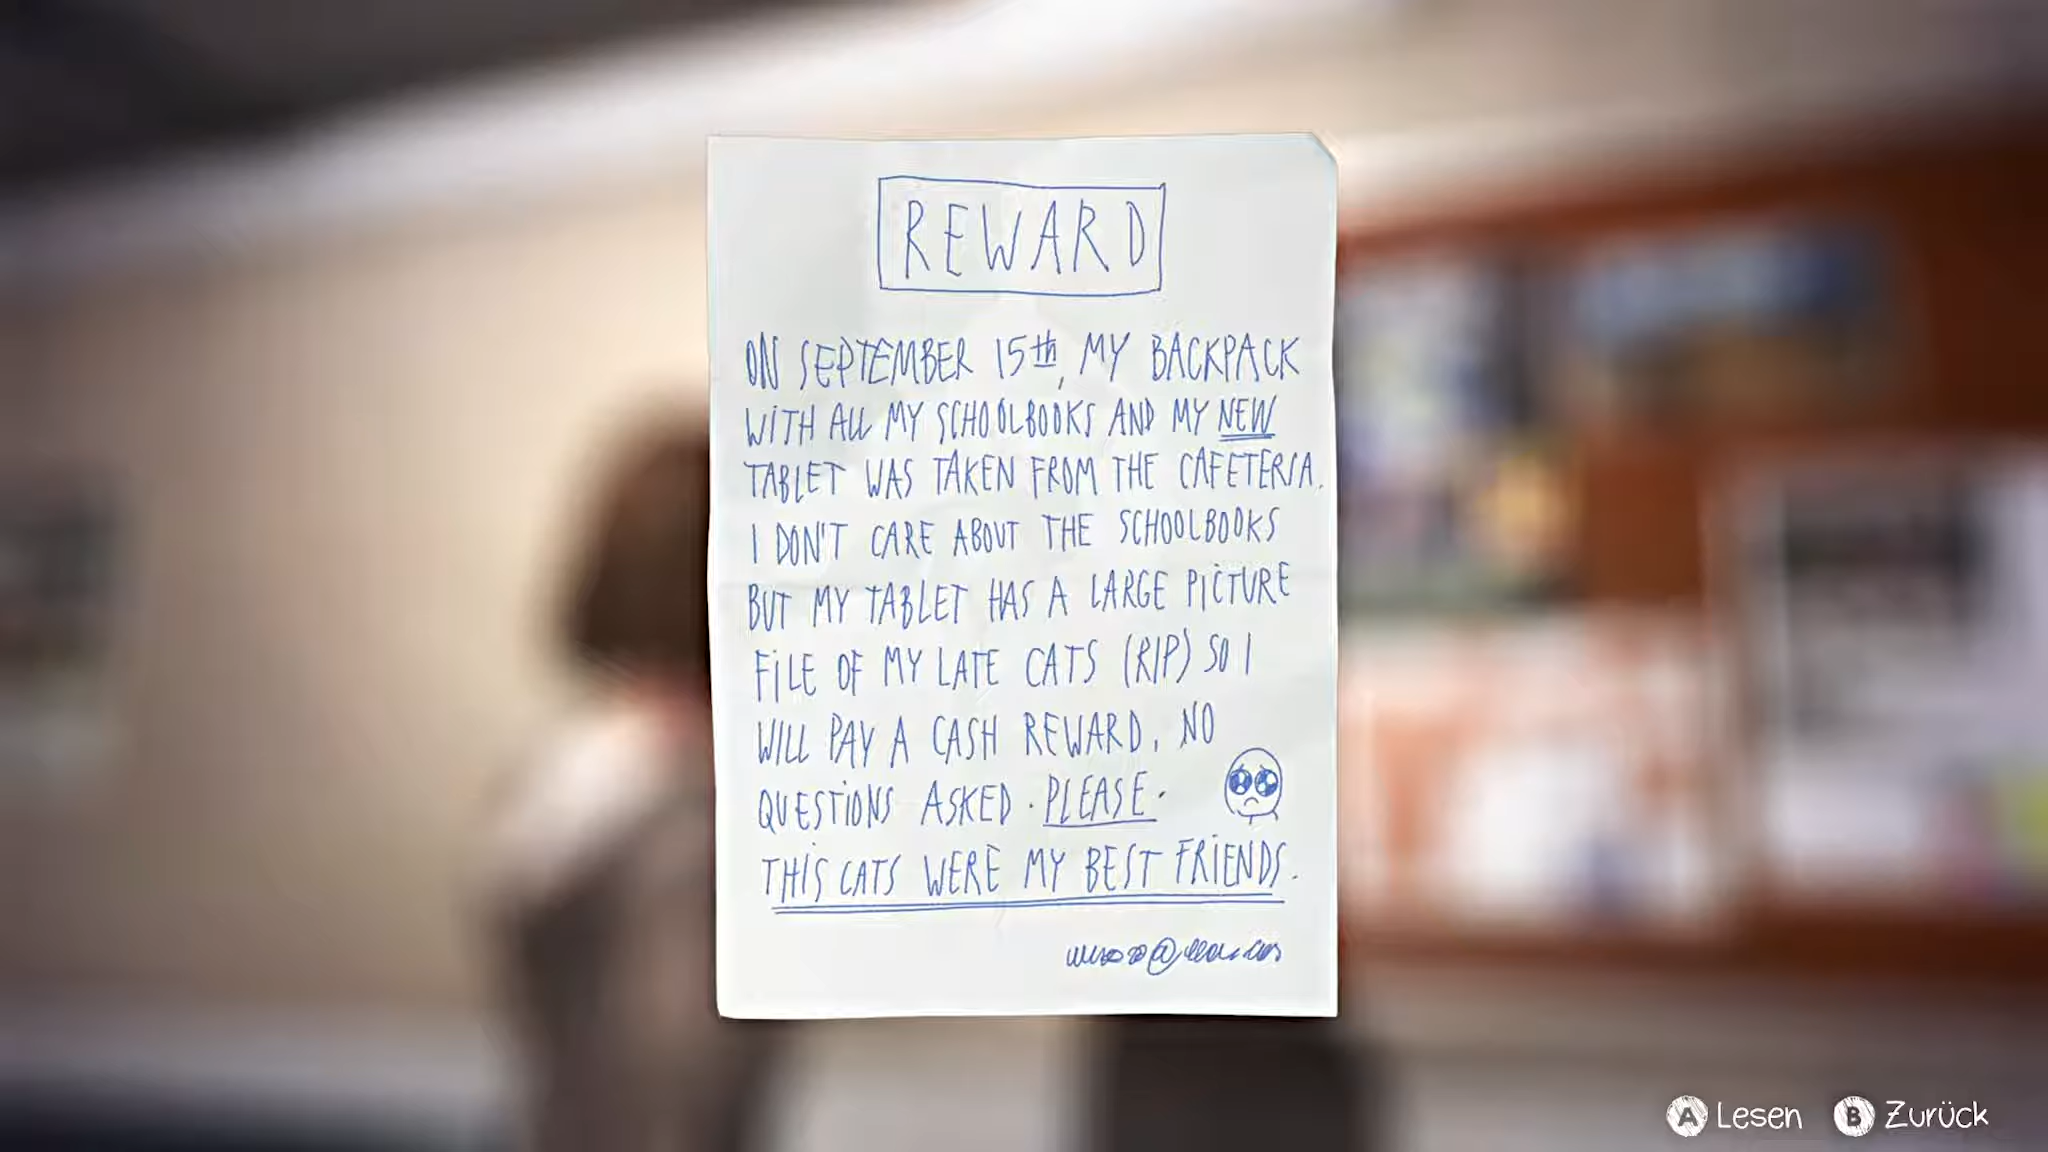 REWARD
ON SEPTEMBER 15th, MY BACKPACK
WITH ALL MY SCHOOLBOOKS AND MY NEW
TABLET WAS TAKEN FROM THE CAFETERIA.
I DON'T CARE ABOUT THE SCHOOLBOOKS
BUT MY TABLET HAS A LARGE PICTURE
FILE OF MY LATE CATS (RIP) SO I
WILL PAY A CASH REWARD. NO
QUESTIONS ASKED. PLEASE.
THIS CATS WERE MY BEST FRIENDS.
A Lesen B Zurück